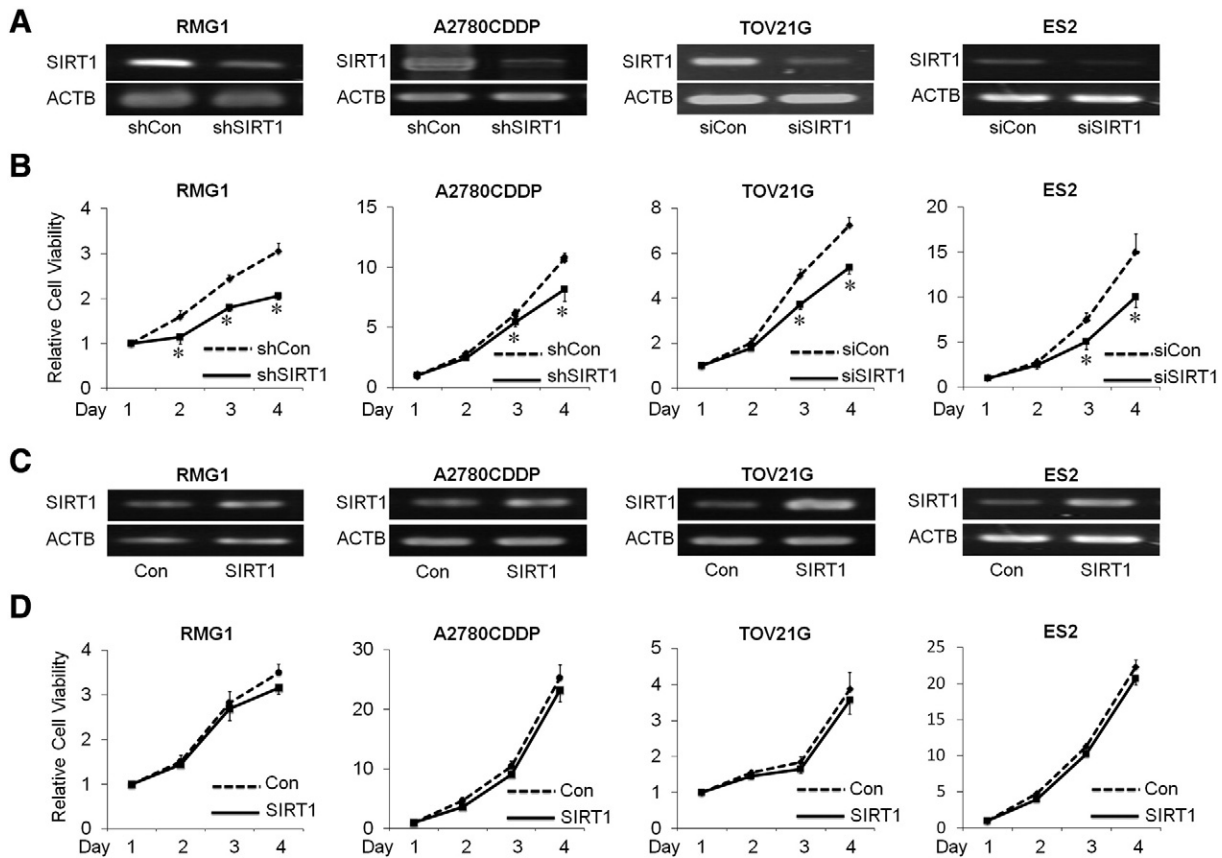 A
RMG1 A2780CDDP TOV21G ES2
SIRT1 SIRT1 SIRT1 SIRT1
ACTB ACTB ACTB ACTB
shCon shSIRT1 shCon shSIRT1 siCon siSIRT1 siCon siSIRT1
B
RMG1 A2780CDDP TOV21G ES2
Relative Cell Viability
4 3 2 1 0
* * *
shCon
shSIRT1
Day 1 2 3 4
15 10 5 0
* *
shCon
shSIRT1
1 2 3 4
8 6 4 2 0
* *
siCon
siSIRT1
1 2 3 4
20 15 10 5 0
* *
siCon
siSIRT1
Day 1 2 3 4
C
RMG1 A2780CDDP TOV21G ES2
SIRT1 SIRT1 SIRT1 SIRT1
ACTB ACTB ACTB ACTB
Con SIRT1 Con SIRT1 Con SIRT1 Con SIRT1
D
RMG1 A2780CDDP TOV21G ES2
Relative Cell Viability
4 3 2 1 0
Con
SIRT1
Day 1 2 3 4
30 20 10 0
Con
SIRT1
Day 1 2 3 4
5 4 3 2 1 0
Con
SIRT1
Day 1 2 3 4
25 20 15 10 5 0
Con
SIRT1
Day 1 2 3 4